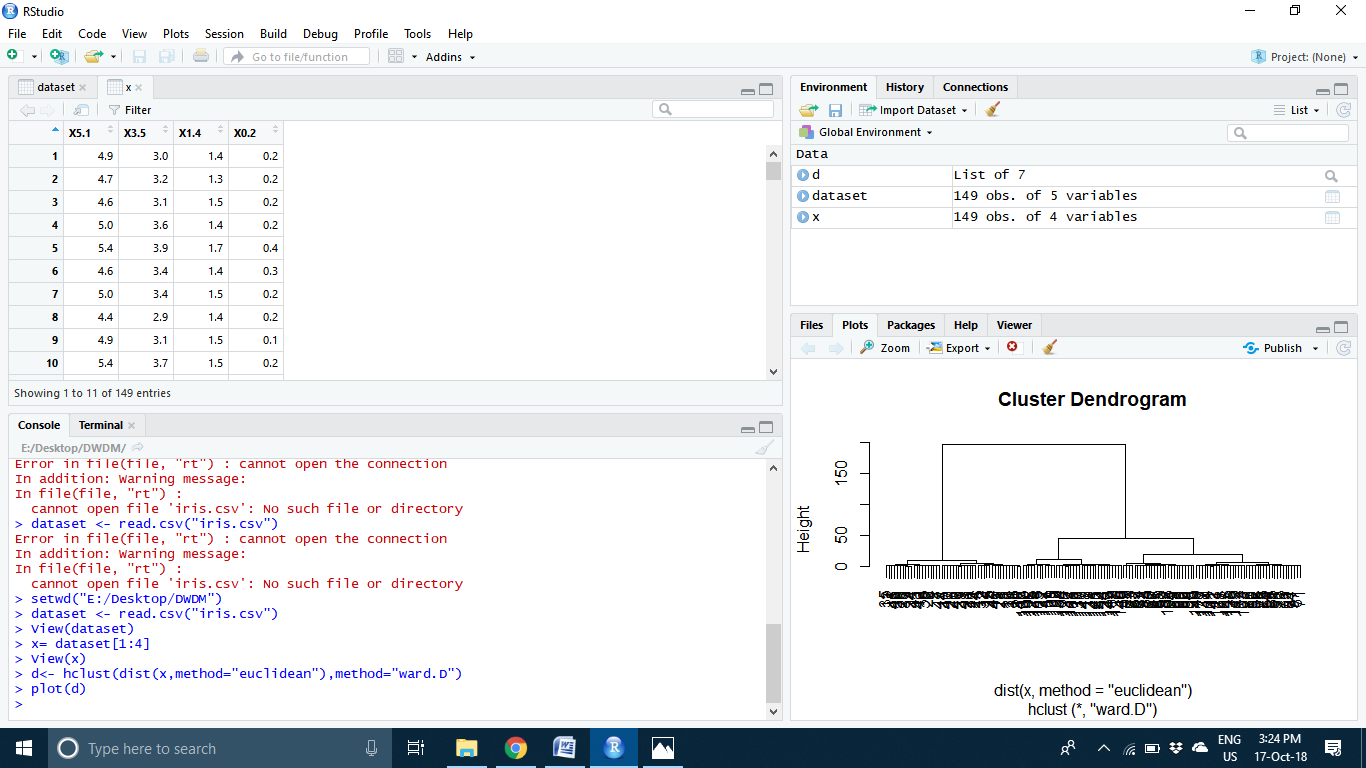 RStudio
File Edit Code View Plots Session Build Debug Profile Tools Help
Go to file/function Addins Project: (None)
dataset x
Filter
X5.1 X3.5 X1.4 X0.2
1 4.9 3.0 1.4 0.2
2 4.7 3.2 1.3 0.2
3 4.6 3.1 1.5 0.2
4 5.0 3.6 1.4 0.2
5 5.4 3.9 1.7 0.4
6 4.6 3.4 1.4 0.3
7 5.0 3.4 1.5 0.2
8 4.4 2.9 1.4 0.2
9 4.9 3.1 1.5 0.1
10 5.4 3.7 1.5 0.2
Showing 1 to 11 of 149 entries
Console Terminal
E:/Desktop/DWDM/
Error in file(file, "rt") : cannot open the connection
In addition: Warning message:
In file(file, "rt") :
cannot open file 'iris.csv': No such file or directory
> dataset <- read.csv("iris.csv")
Error in file(file, "rt") : cannot open the connection
In addition: Warning message:
In file(file, "rt") :
cannot open file 'iris.csv': No such file or directory
> setwd("E:/Desktop/DWDM")
> dataset <- read.csv("iris.csv")
> View(dataset)
> x= dataset[1:4]
> View(x)
> d<- hclust(dist(x,method="euclidean"),method="ward.D")
> plot(d)
>
Environment History Connections
Import Dataset List
Global Environment
Data
d List of 7
dataset 149 obs. of 5 variables
x 149 obs. of 4 variables
Files Plots Packages Help Viewer
Zoom Export Publish
Cluster Dendrogram
Height
0 50 150
dist(x, method = "euclidean")
hclust (*, "ward.D")
Type here to search
ENG
US
3:24 PM
17-Oct-18